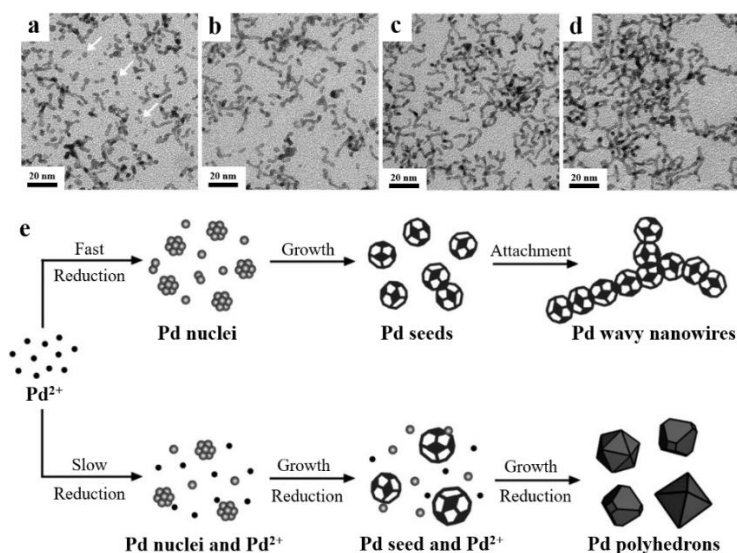 a
b
c
d
20 nm
20 nm
20 nm
20 nm
e
Fast
Reduction
Growth
Attachment
Pd nuclei
Pd seeds
Pd wavy nanowires
Pd²⁺
Slow
Reduction
Growth
Reduction
Growth
Reduction
Pd nuclei and Pd²⁺
Pd seed and Pd²⁺
Pd polyhedrons